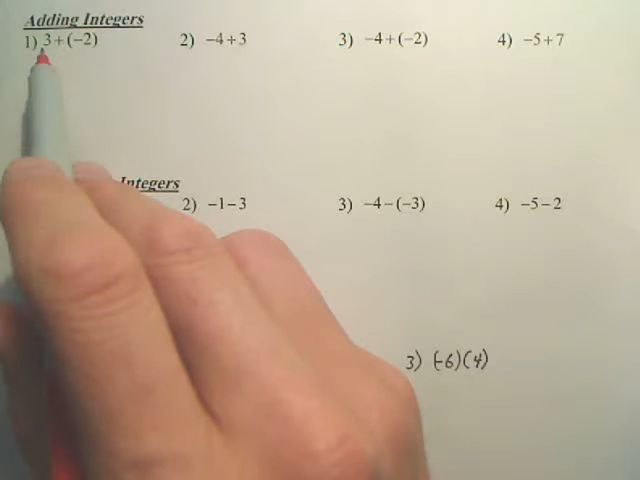 Adding Integers
1) 3+(−2) 2) −4+3 3) −4+(−2) 4) −5+7
Integers
2) −1−3 3) −4−(−3) 4) −5−2
3) (-6)(4)